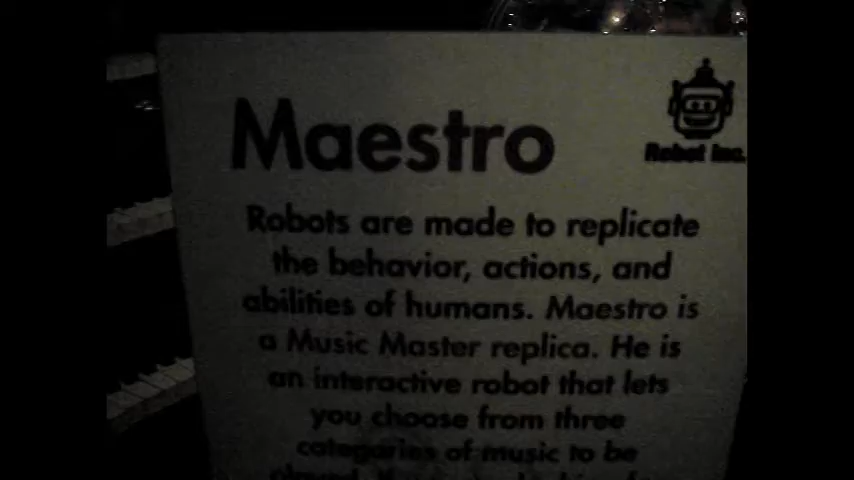 Maestro
Robot Inc.
Robots are made to replicate
the behavior, actions, and
abilities of humans. Maestro is
a Music Master replica. He is
an interactive robot that lets
you choose from three
categories of music to be